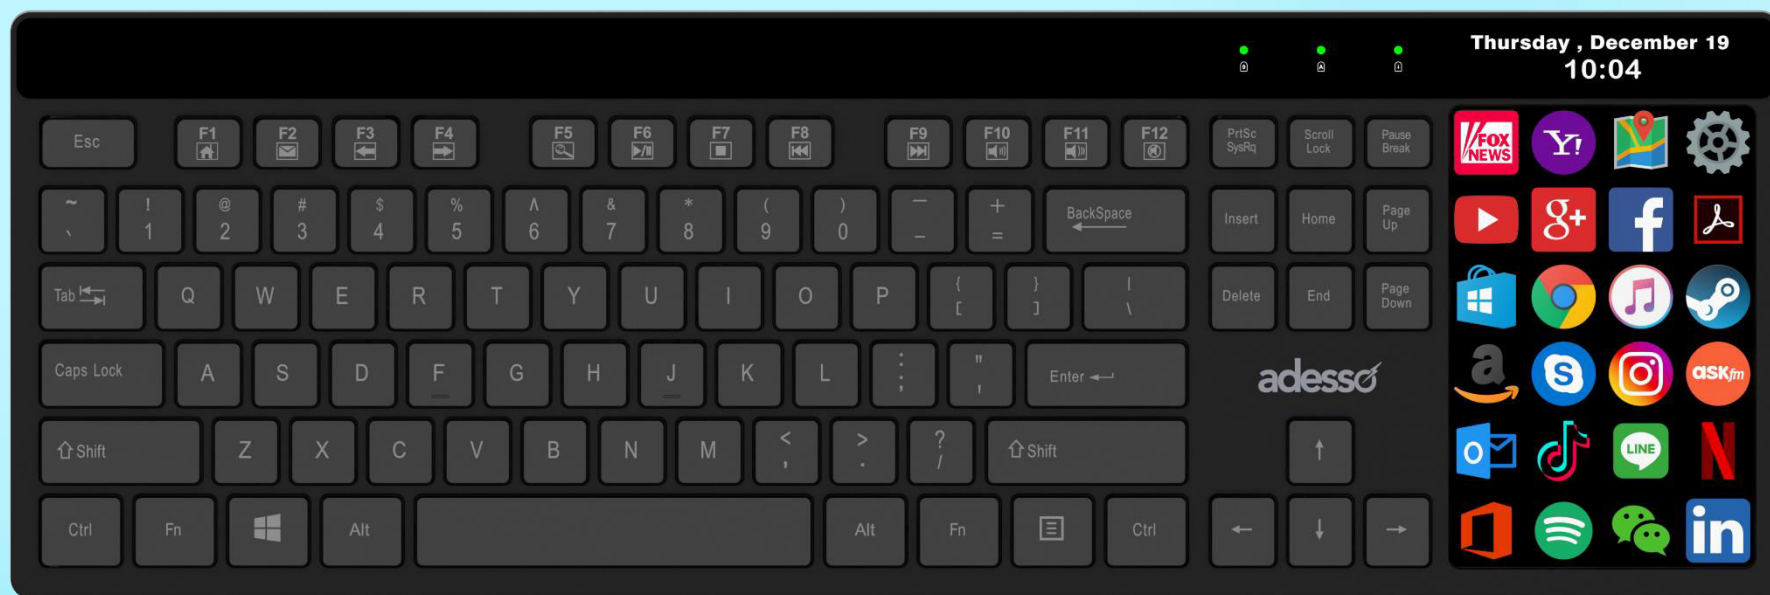 Thursday , December 19
10:04
Esc F1 F2 F3 F4 F5 F6 F7 F8 F9 F10 F11 F12 PrtSc SysRq Scroll Lock Pause Break
~ ` ! 1 @ 2 # 3 $ 4 % 5 ^ 6 & 7 * 8 ( 9 ) 0 — – + = BackSpace Insert Home Page Up
Tab Q W E R T Y U I O P { [ } ] | \ Delete End Page Down
Caps Lock A S D F G H J K L : ; " ' Enter adesso
Shift Z X C V B N M < , > . ? / Shift
Ctrl Fn Alt Alt Fn Ctrl
FOX NEWS Y!
g+ f
a S ASKfm
o LINE N
in